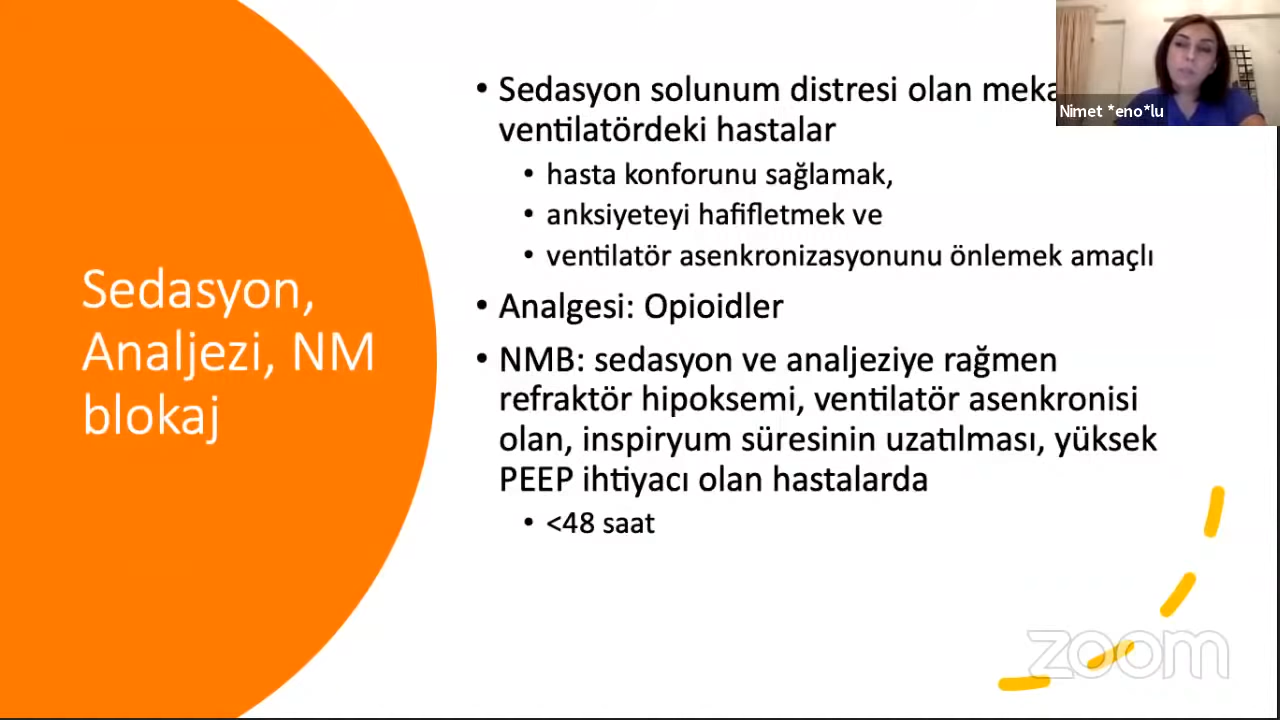 Sedasyon,
Analjezi, NM
blokaj
• Sedasyon solunum distresi olan
ventilatördeki hastalar
• hasta konforunu sağlamak,
• anksiyeteyi hafifletmek ve
• ventilatör asenkronizasyonunu önlemek amaçlı
• Analgesi: Opioidler
• NMB: sedasyon ve analjeziye rağmen
refraktör hipoksemi, ventilatör asenkronisi
olan, inspiryum süresinin uzatılması, yüksek
PEEP ihtiyacı olan hastalarda
• <48 saat
Nimet *eno*lu
zoom